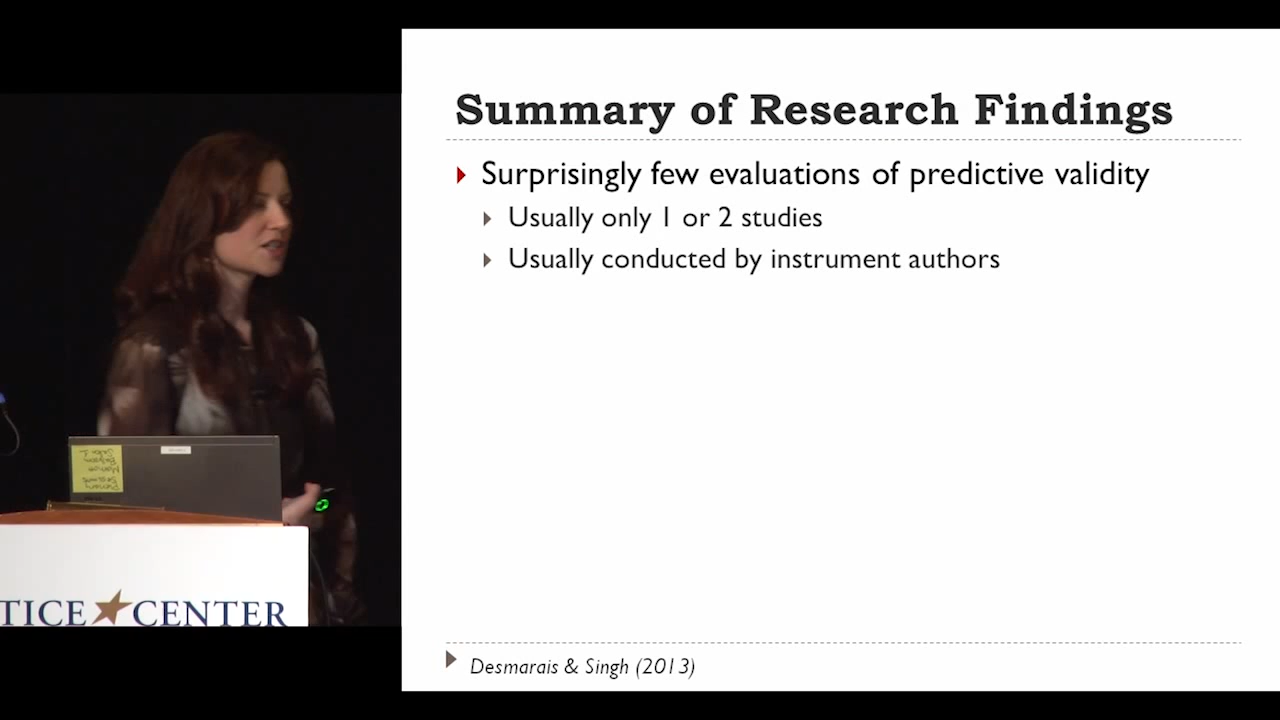 Summary of Research Findings
Surprisingly few evaluations of predictive validity
Usually only 1 or 2 studies
Usually conducted by instrument authors
Desmarais & Singh (2013)
TICE CENTER